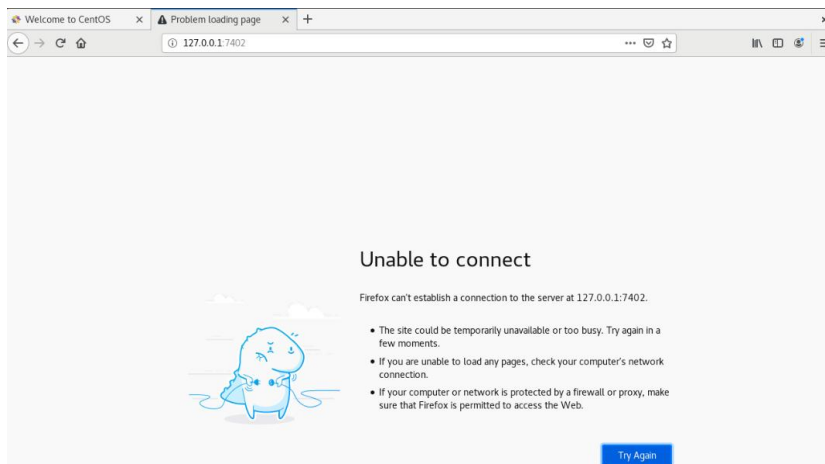 Welcome to CentOS
Problem loading page
127.0.0.1:7402
Unable to connect
Firefox can't establish a connection to the server at 127.0.0.1:7402.
The site could be temporarily unavailable or too busy. Try again in a
few moments.
If you are unable to load any pages, check your computer's network
connection.
If your computer or network is protected by a firewall or proxy, make
sure that Firefox is permitted to access the Web.
Try Again